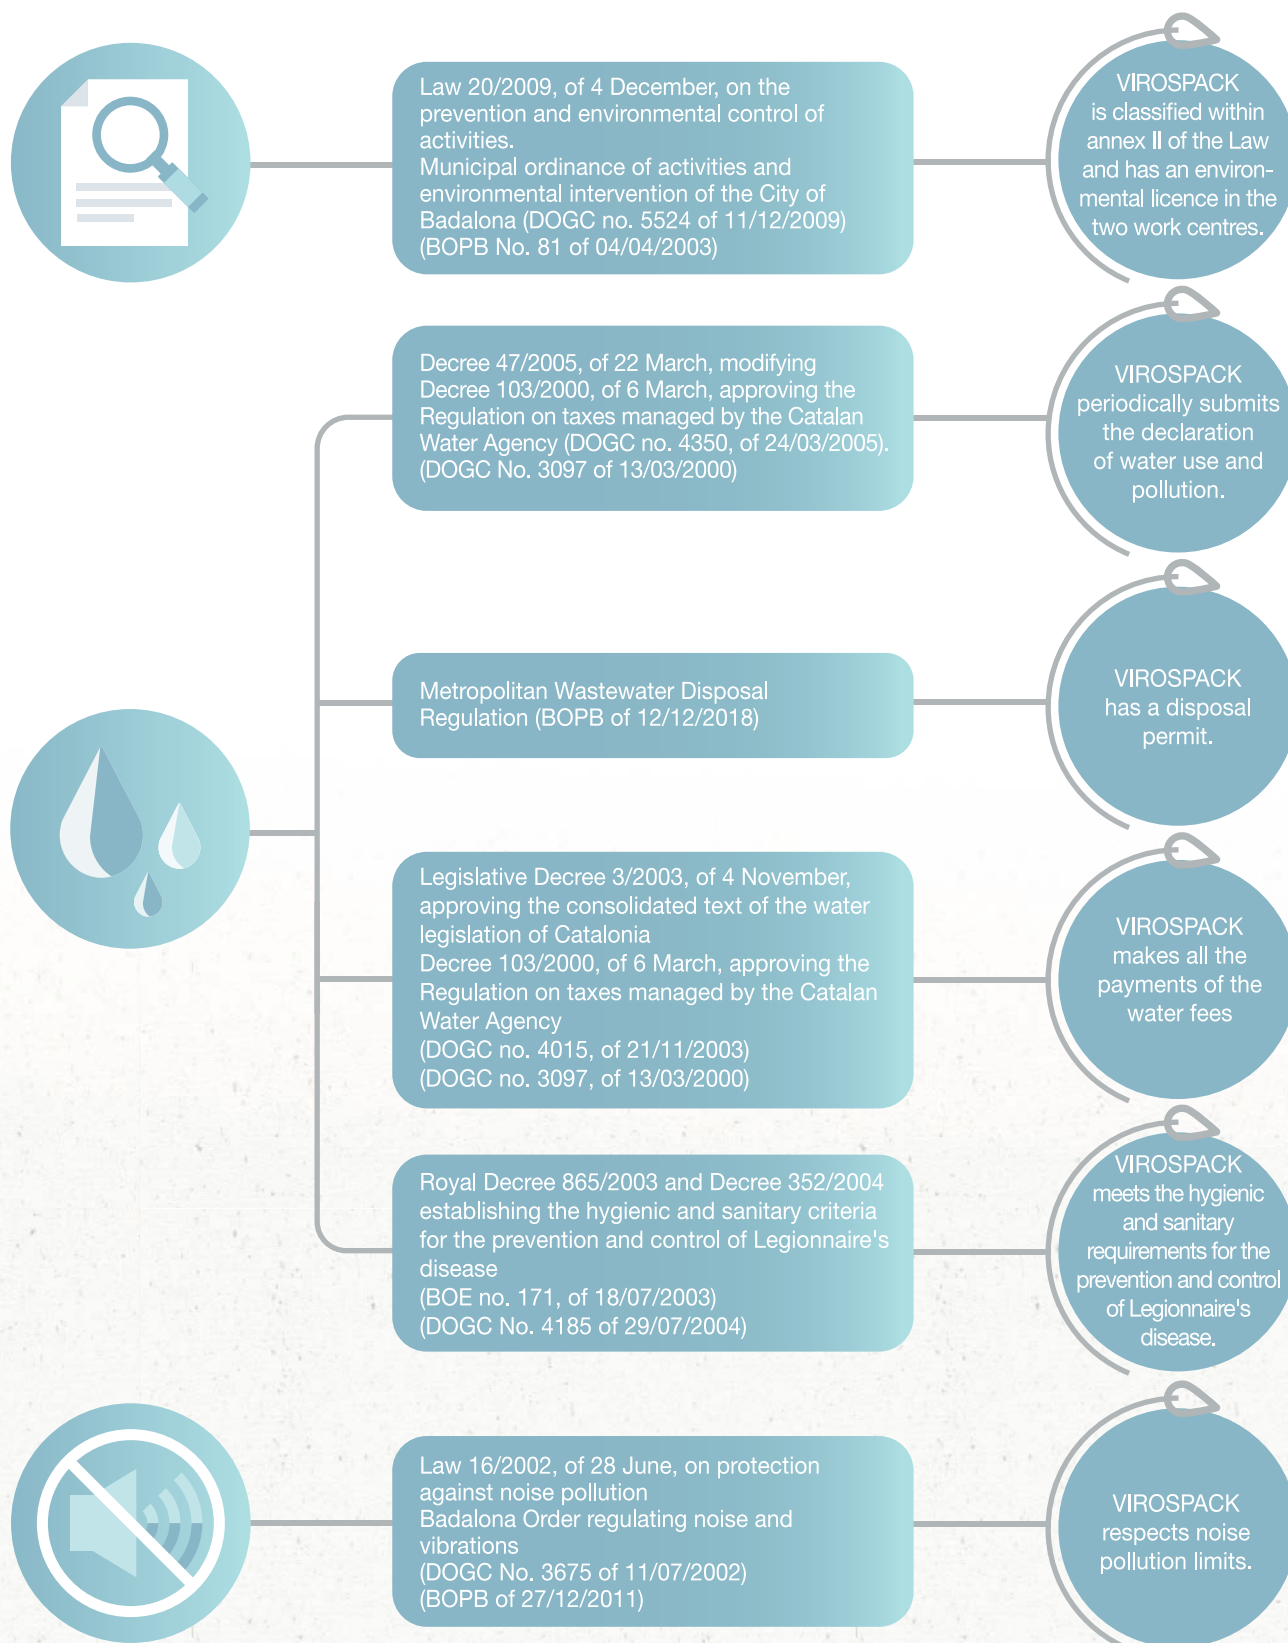 Law 20/2009, of 4 December, on the
prevention and environmental control of
activities.
Municipal ordinance of activities and
environmental intervention of the City of
Badalona (DOGC no. 5524 of 11/12/2009)
(BOPB No. 81 of 04/04/2003)
VIROSPACK
is classified within
annex II of the Law
and has an environ-
mental licence in the
two work centres.
Decree 47/2005, of 22 March, modifying
Decree 103/2000, of 6 March, approving the
Regulation on taxes managed by the Catalan
Water Agency (DOGC no. 4350, of 24/03/2005).
(DOGC No. 3097 of 13/03/2000)
VIROSPACK
periodically submits
the declaration
of water use and
pollution.
Metropolitan Wastewater Disposal
Regulation (BOPB of 12/12/2018)
VIROSPACK
has a disposal
permit.
Legislative Decree 3/2003, of 4 November,
approving the consolidated text of the water
legislation of Catalonia
Decree 103/2000, of 6 March, approving the
Regulation on taxes managed by the Catalan
Water Agency
(DOGC no. 4015, of 21/11/2003)
(DOGC no. 3097, of 13/03/2000)
VIROSPACK
makes all the
payments of the
water fees
Royal Decree 865/2003 and Decree 352/2004
establishing the hygienic and sanitary criteria
for the prevention and control of Legionnaire's
disease
(BOE no. 171, of 18/07/2003)
(DOGC No. 4185 of 29/07/2004)
VIROSPACK
meets the hygienic
and sanitary
requirements for the
prevention and control
of Legionnaire's
disease.
Law 16/2002, of 28 June, on protection
against noise pollution
Badalona Order regulating noise and
vibrations
(DOGC No. 3675 of 11/07/2002)
(BOPB of 27/12/2011)
VIROSPACK
respects noise
pollution limits.